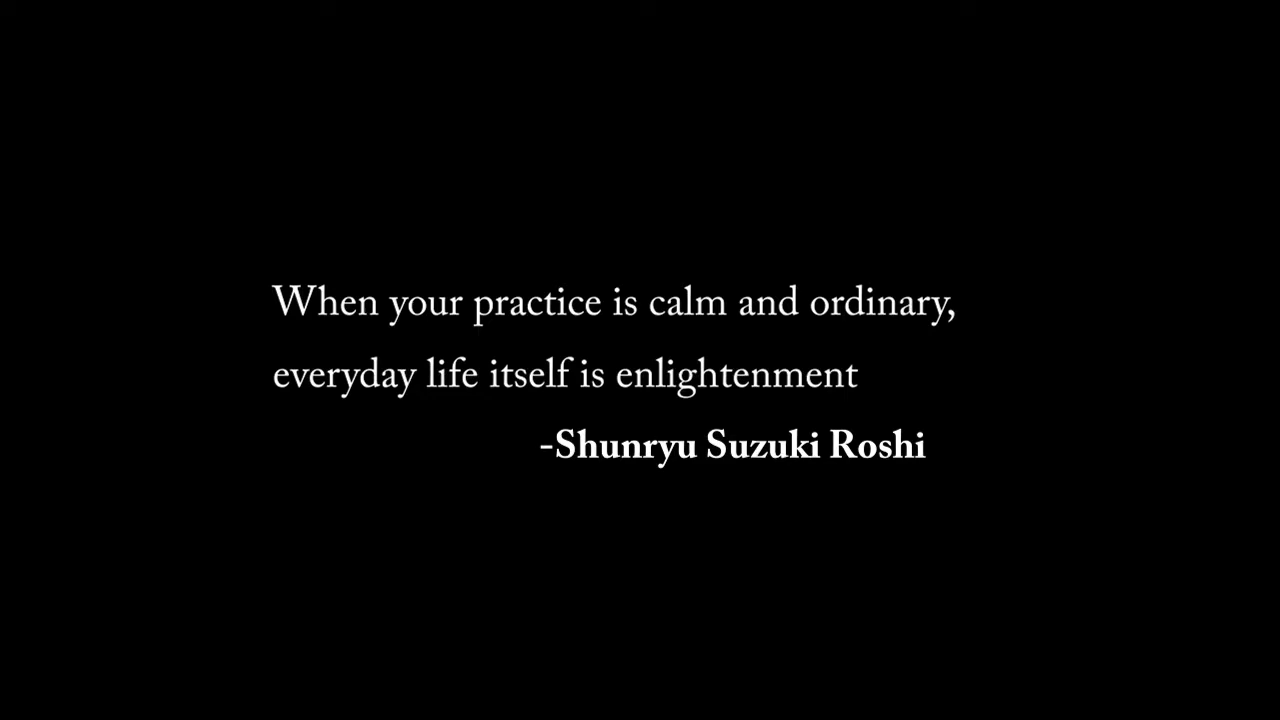 When your practice is calm and ordinary,
everyday life itself is enlightenment
-Shunryu Suzuki Roshi